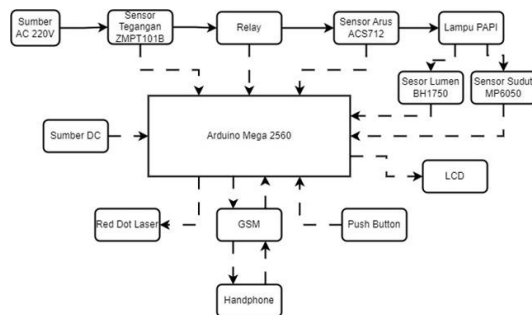 Sumber
AC 220V
Sensor
Tegangan
ZMPT101B
Relay
Sensor Arus
ACS712
Lampu PAPI
Sesor Lumen
BH1750
Sensor Sudut
MP6050
Sumber DC
Arduino Mega 2560
LCD
Red Dot Laser
GSM
Push Button
Handphone